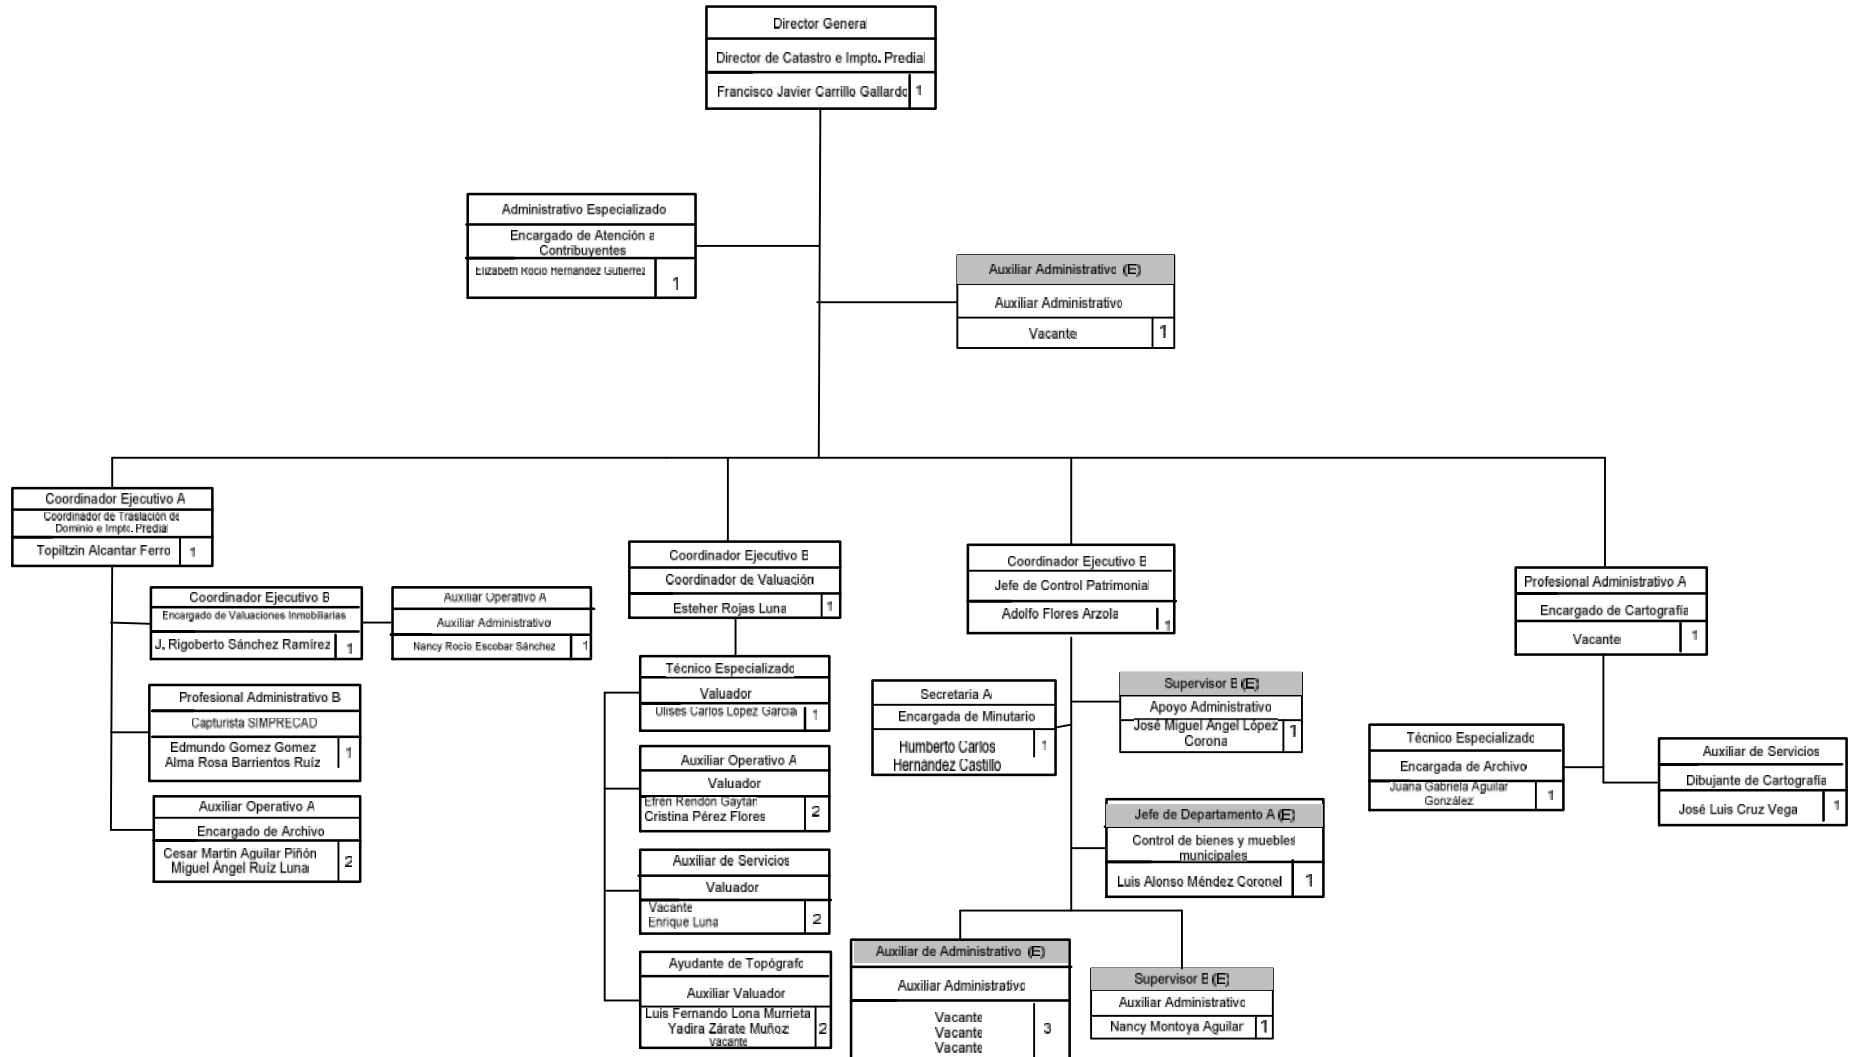 Director General
Director de Catastro e Impto. Predial
Francisco Javier Carrillo Gallardo 1
Administrativo Especializado
Encargado de Atención a
Contribuyentes
Elizabeth Rocio Hernández Gutierrez
1
Auxiliar Administrativo (E)
Auxiliar Administrativo
Vacante 1
Coordinador Ejecutivo A
Coordinador de Traslación de
Dominio e Impto. Predial
Topiltzin Alcantar Ferro 1
Coordinador Ejecutivo B
Encargado de Valuaciones Inmobiliarias
J. Rigoberto Sánchez Ramírez 1
Auxiliar Operativo A
Auxiliar Administrativo
Nancy Rocio Escobar Sánchez 1
Profesional Administrativo B
Capturista SIMPRECAD
Edmundo Gomez Gomez
Alma Rosa Barrientos Ruíz
1
Auxiliar Operativo A
Encargado de Archivo
Cesar Martin Aguilar Piñón
Miguel Ángel Ruíz Luna
2
Coordinador Ejecutivo B
Coordinador de Valuación
Esteher Rojas Luna 1
Técnico Especializado
Valuador
Ulises Carlos López García 1
Auxiliar Operativo A
Valuador
Efrén Rendón Gaytán
Cristina Pérez Flores
2
Auxiliar de Servicios
Valuador
Vacante
Enrique Luna
2
Ayudante de Topógrafo
Auxiliar Valuador
Luis Fernando Lona Murrieta
Yadira Zárate Muñoz
Vacante
2
Coordinador Ejecutivo B
Jefe de Control Patrimonial
Adolfo Flores Arzola 1
Secretaria A
Encargada de Minutario
Humberto Carlos
Hernández Castillo
1
Supervisor B (E)
Apoyo Administrativo
José Miguel Ángel López
Corona
1
Jefe de Departamento A (E)
Control de bienes y muebles
municipales
Luis Alonso Méndez Coronel 1
Auxiliar de Administrativo (E)
Auxiliar Administrativo
Vacante
Vacante
Vacante
3
Supervisor B (E)
Auxiliar Administrativo
Nancy Montoya Aguilar 1
Profesional Administrativo A
Encargado de Cartografía
Vacante 1
Técnico Especializado
Encargada de Archivo
Juana Gabriela Aguilar
González
1
Auxiliar de Servicios
Dibujante de Cartografía
José Luis Cruz Vega 1